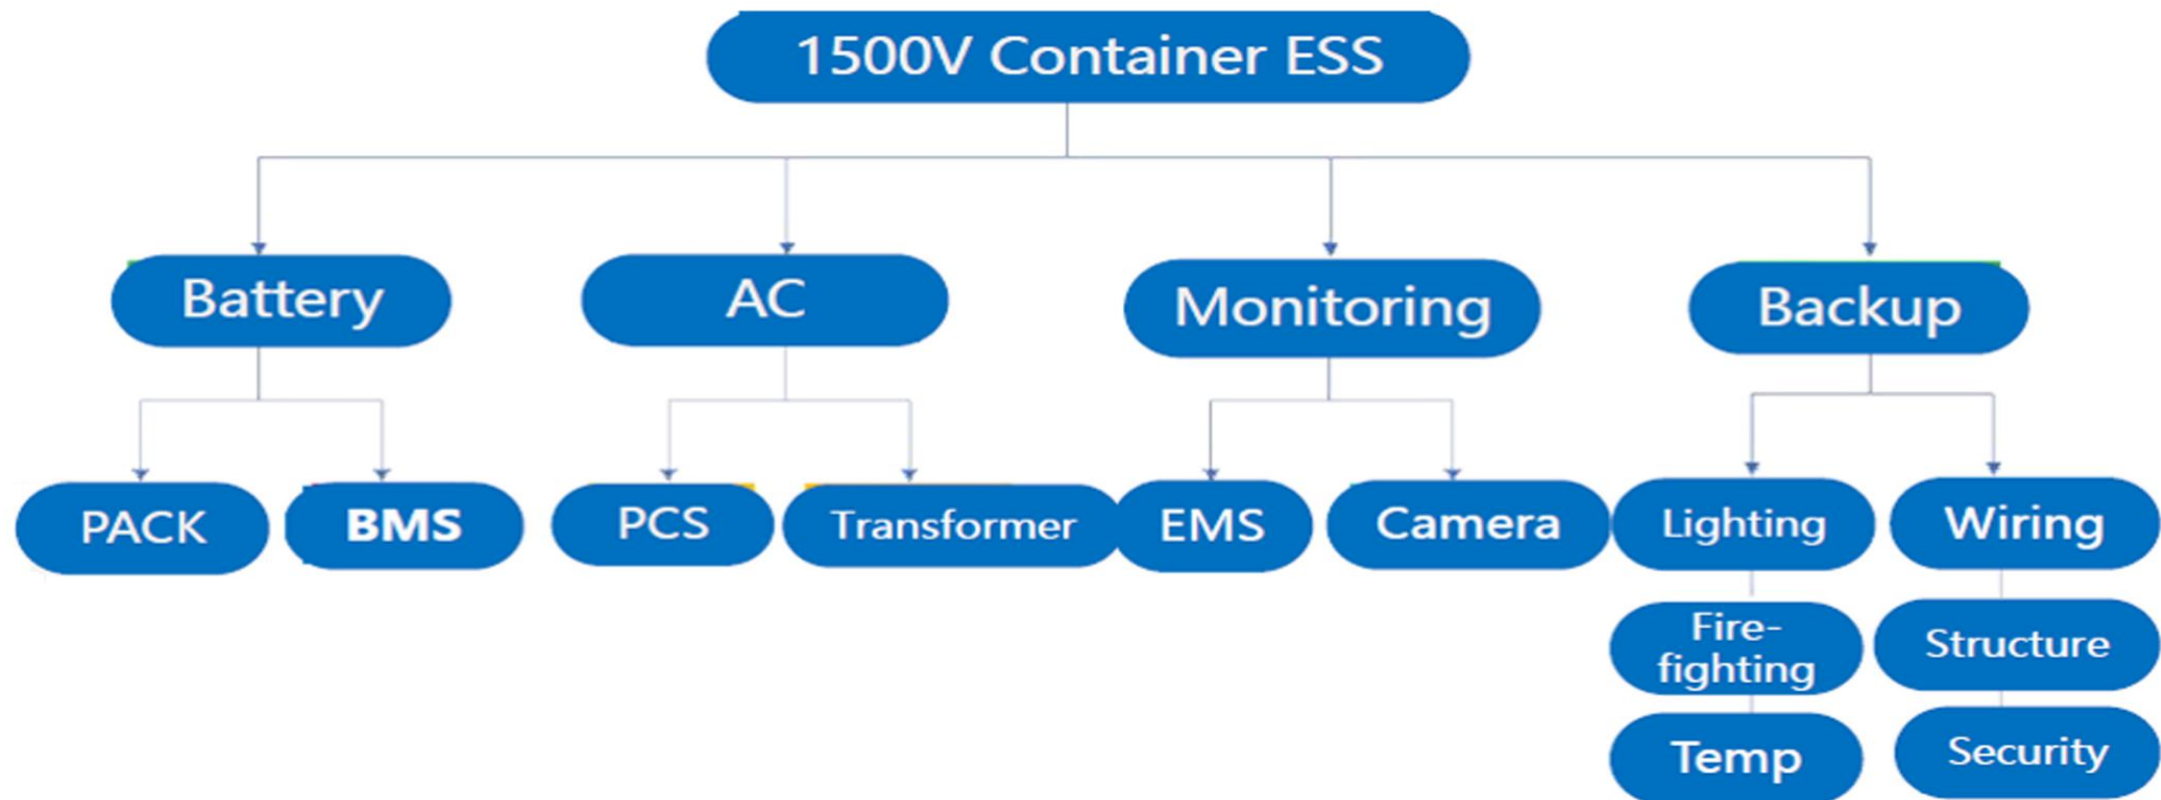 1500V Container ESS
Battery
AC
Monitoring
Backup
PACK
BMS
PCS
Transformer
EMS
Camera
Lighting
Wiring
Fire-
fighting
Structure
Temp
Security